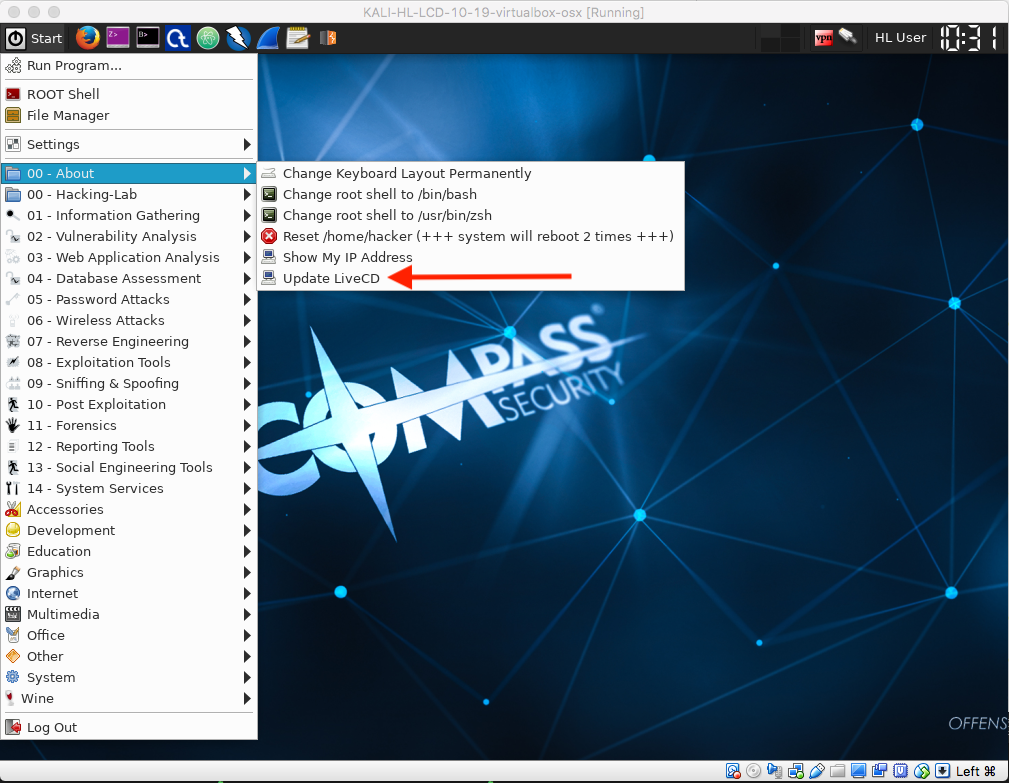 KALI-HL-LCD-10-19-virtualbox-osx [Running]
Start
vpn
HL User
10:31
Run Program...
ROOT Shell
File Manager
Settings
00 - About
00 - Hacking-Lab
01 - Information Gathering
02 - Vulnerability Analysis
03 - Web Application Analysis
04 - Database Assessment
05 - Password Attacks
06 - Wireless Attacks
07 - Reverse Engineering
08 - Exploitation Tools
09 - Sniffing & Spoofing
10 - Post Exploitation
11 - Forensics
12 - Reporting Tools
13 - Social Engineering Tools
14 - System Services
Accessories
Development
Education
Graphics
Internet
Multimedia
Office
Other
System
Wine
Log Out
Change Keyboard Layout Permanently
Change root shell to /bin/bash
Change root shell to /usr/bin/zsh
Reset /home/hacker (+++ system will reboot 2 times +++)
Show My IP Address
Update LiveCD
COMPASS
SECURITY
OFFENS
Left ⌘